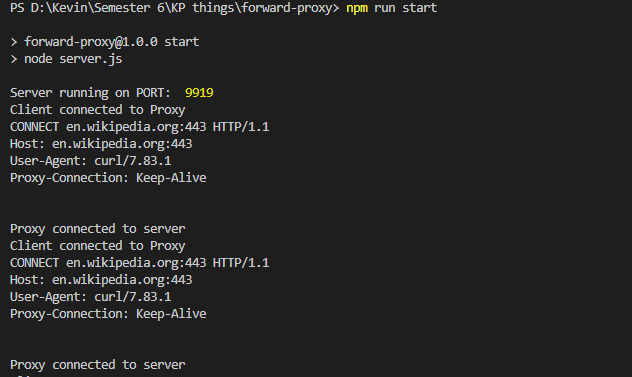 PS D:\Kevin\Semester 6\KP things\forward-proxy> npm run start
> forward-proxy@1.0.0 start
> node server.js
Server running on PORT:  9919
Client connected to Proxy
CONNECT en.wikipedia.org:443 HTTP/1.1
Host: en.wikipedia.org:443
User-Agent: curl/7.83.1
Proxy-Connection: Keep-Alive
Proxy connected to server
Client connected to Proxy
CONNECT en.wikipedia.org:443 HTTP/1.1
Host: en.wikipedia.org:443
User-Agent: curl/7.83.1
Proxy-Connection: Keep-Alive
Proxy connected to server